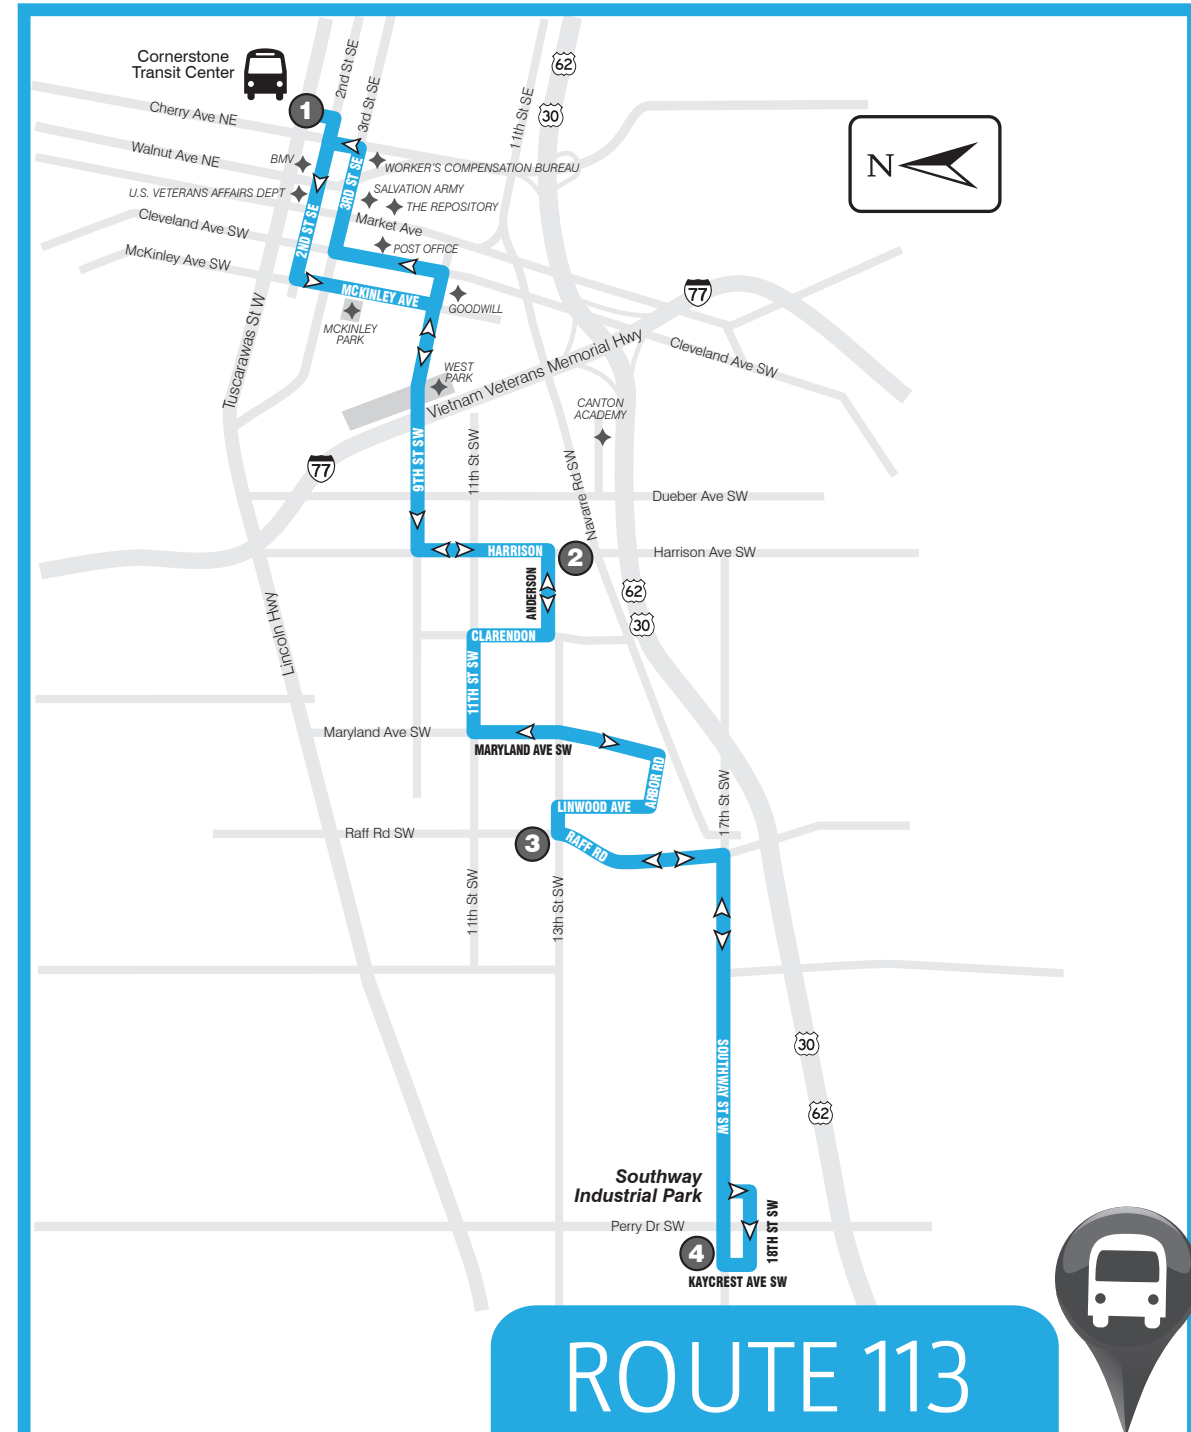 Cornerstone
Transit Center
1
2nd St SE
3rd St SE
11th St SE
62
30
Cherry Ave NE
Walnut Ave NE
BMV
WORKER'S COMPENSATION BUREAU
N
U.S. VETERANS AFFAIRS DEPT
3RD ST SE
SALVATION ARMY
THE REPOSITORY
Cleveland Ave SW
2ND ST SE
Market Ave
POST OFFICE
McKinley Ave SW
MCKINLEY AVE
GOODWILL
77
MCKINLEY
PARK
Tuscarawas St W
Vietnam Veterans Memorial Hwy
Cleveland Ave SW
WEST
PARK
CANTON
ACADEMY
77
9TH ST SW
11th St SW
Navarre Rd SW
Dueber Ave SW
HARRISON
2
Harrison Ave SW
ANDERSON
62
30
Lincoln Hwy
CLARENDON
11TH ST SW
Maryland Ave SW
MARYLAND AVE SW
ARBOR RD
LINWOOD AVE
17th St SW
Raff Rd SW
3
RAFF RD
11th St SW
13th St SW
30
SOUTHWAY ST SW
62
Southway
Industrial Park
Perry Dr SW
18TH ST SW
4
KAYCREST AVE SW
ROUTE 113